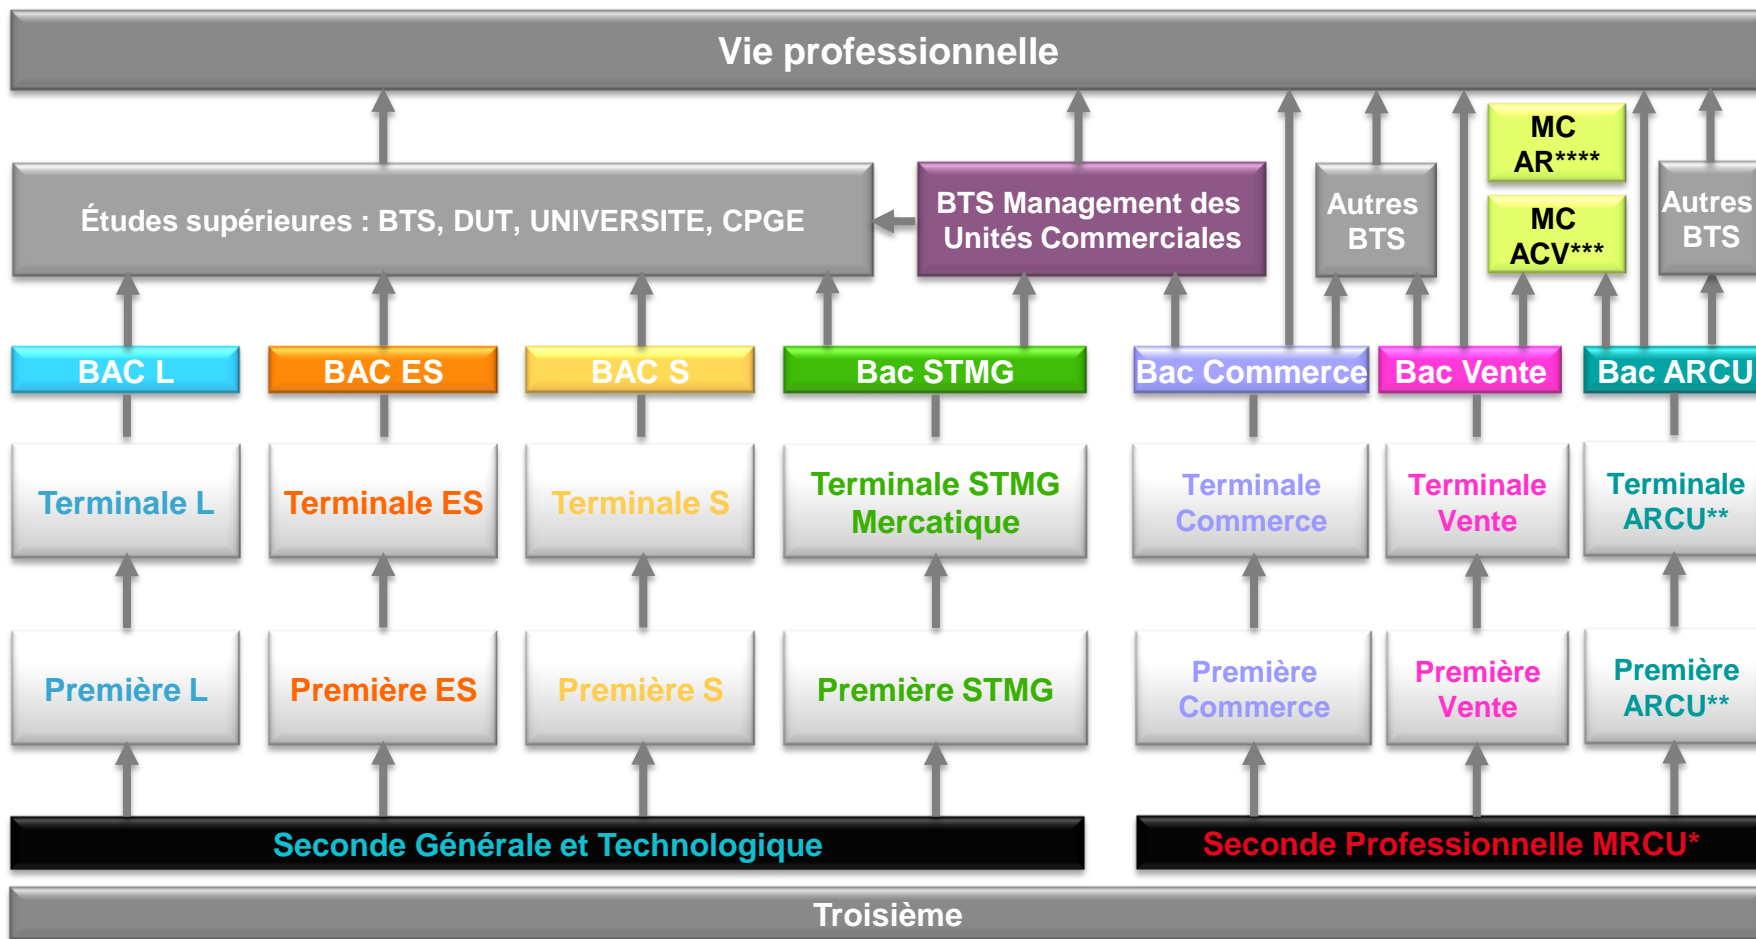 Vie professionnelle
MC
AR****
Études supérieures : BTS, DUT, UNIVERSITE, CPGE
BTS Management des
Unités Commerciales
Autres
BTS
MC
ACV***
Autres
BTS
BAC L
BAC ES
BAC S
Bac STMG
Bac Commerce
Bac Vente
Bac ARCU
Terminale L
Terminale ES
Terminale S
Terminale STMG
Mercatique
Terminale
Commerce
Terminale
Vente
Terminale
ARCU**
Première L
Première ES
Première S
Première STMG
Première
Commerce
Première
Vente
Première
ARCU**
Seconde Générale et Technologique
Seconde Professionnelle MRCU*
Troisième